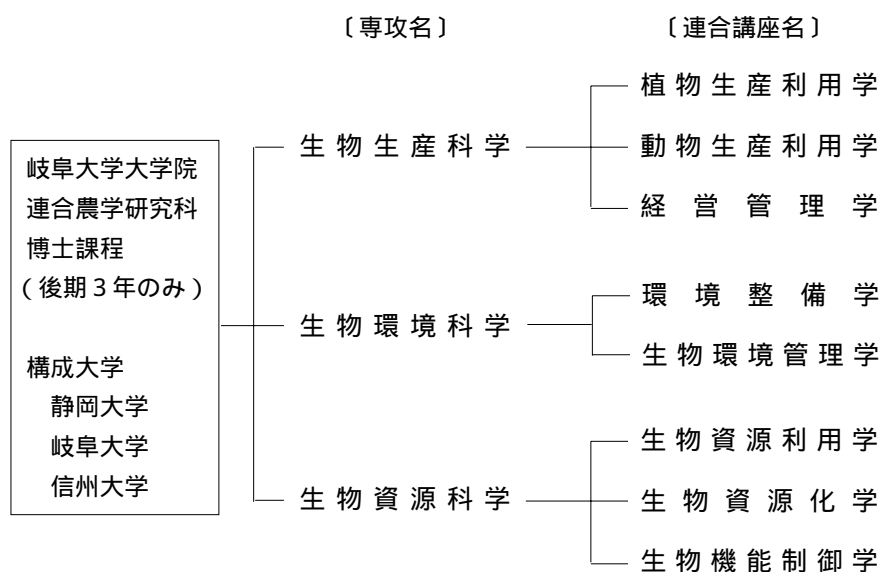 〔専攻名〕
〔連合講座名〕
岐阜大学大学院
連合農学研究科
博士課程
(後期3年のみ)
構成大学
静岡大学
岐阜大学
信州大学
生物生産科学
植物生産利用学
動物生産利用学
経営管理学
生物環境科学
環境整備学
生物環境管理学
生物資源科学
生物資源利用学
生物資源化学
生物機能制御学